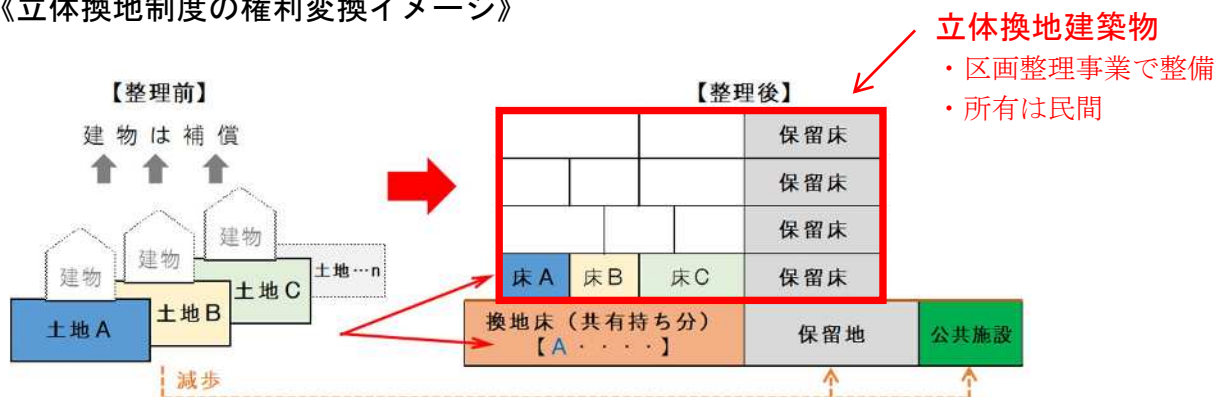 《立体換地制度の権利変換イメージ》
立体換地建築物
・区画整理事業で整備
・所有は民間
【整理前】
建物は補償
建物
建物
建物
土地A
土地B
土地C
土地…n
減歩
【整理後】
保留床
保留床
保留床
床A
床B
床C
保留床
換地床（共有持ち分）
【A・・・・】
保留地
公共施設